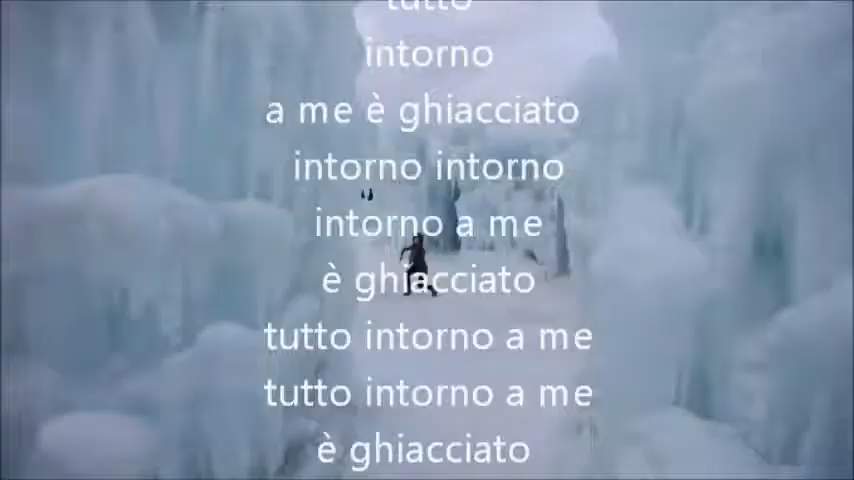 tutto
intorno
a me è ghiacciato
intorno intorno
intorno a me
è ghiacciato
tutto intorno a me
tutto intorno a me
è ghiacciato